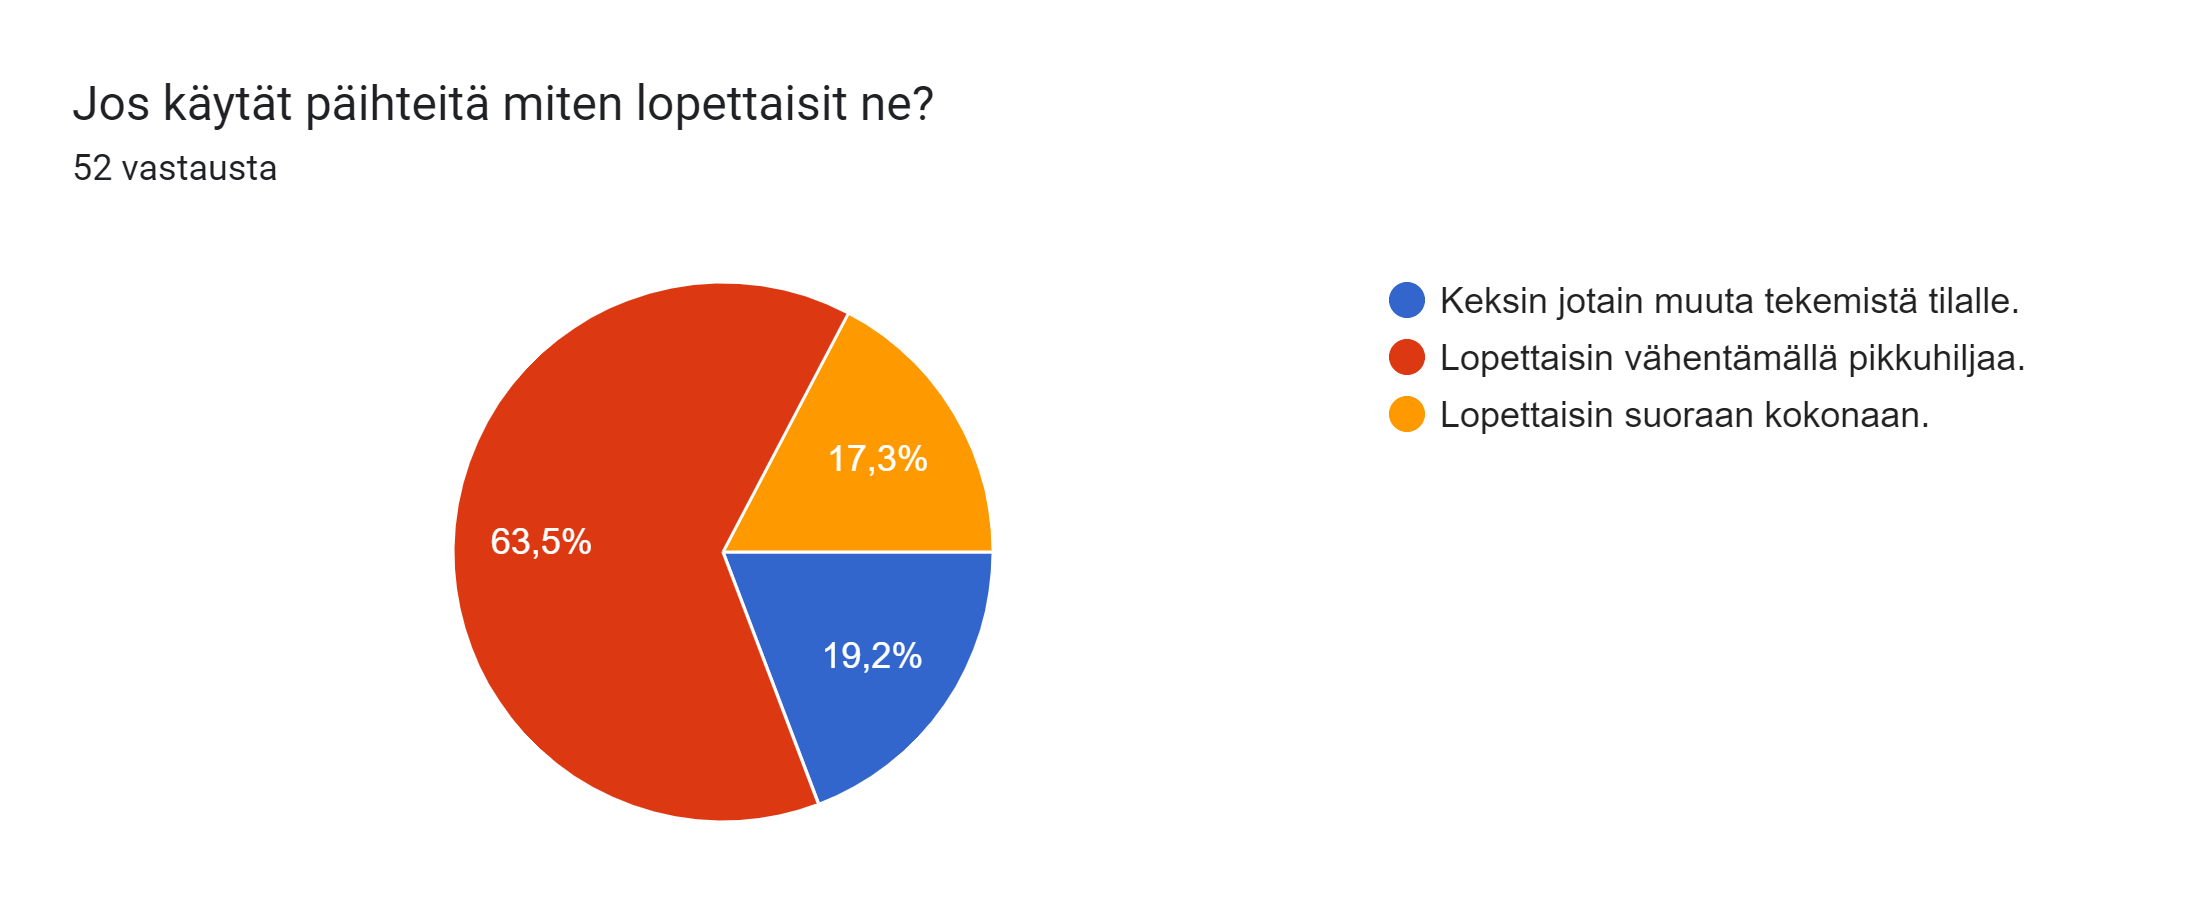 Jos käytät päihteitä miten lopettaisit ne?
52 vastausta
Keksin jotain muuta tekemistä tilalle.
Lopettaisin vähentämällä pikkuhiljaa.
Lopettaisin suoraan kokonaan.
17,3%
63,5%
19,2%